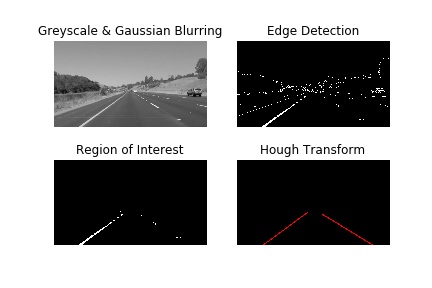 Greyscale & Gaussian Blurring
Edge Detection
Region of Interest
Hough Transform